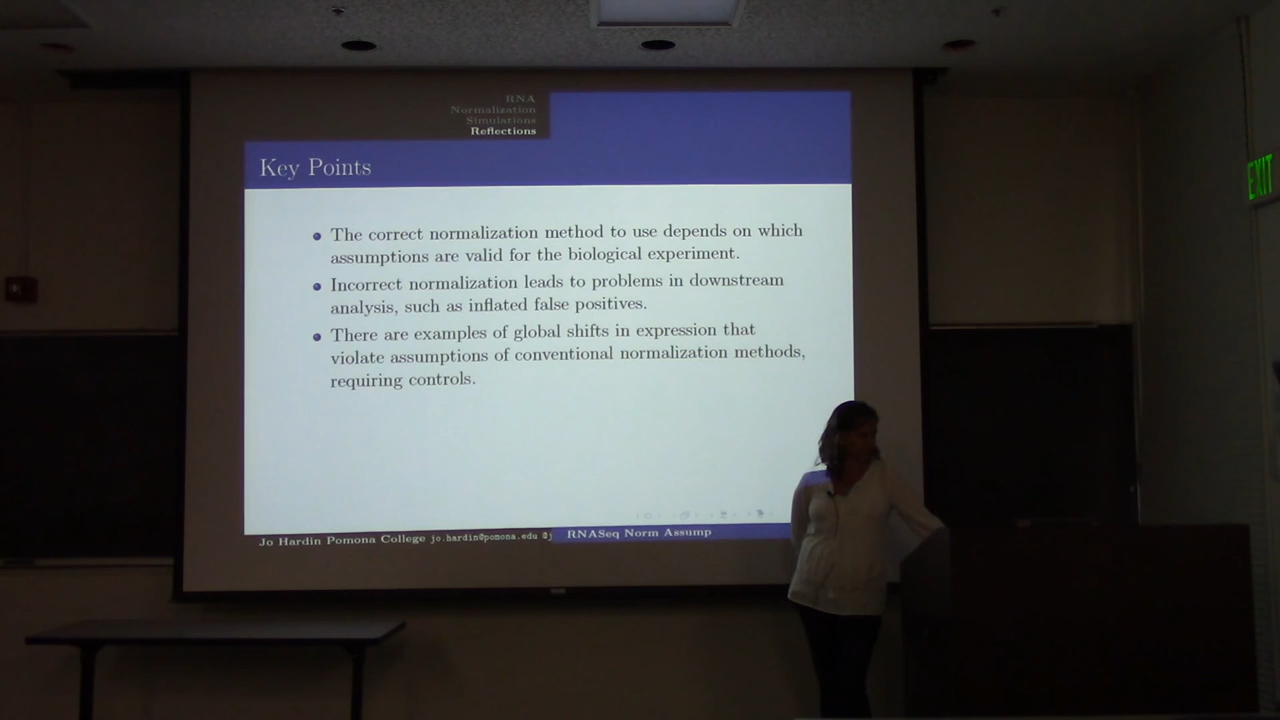 RNA
Normalization
Simulations
Reflections
Key Points
The correct normalization method to use depends on which
assumptions are valid for the biological experiment.
Incorrect normalization leads to problems in downstream
analysis, such as inflated false positives.
There are examples of global shifts in expression that
violate assumptions of conventional normalization methods,
requiring controls.
Jo Hardin Pomona College jo.hardin@pomona.edu @j
RNASeq Norm Assump
EXIT